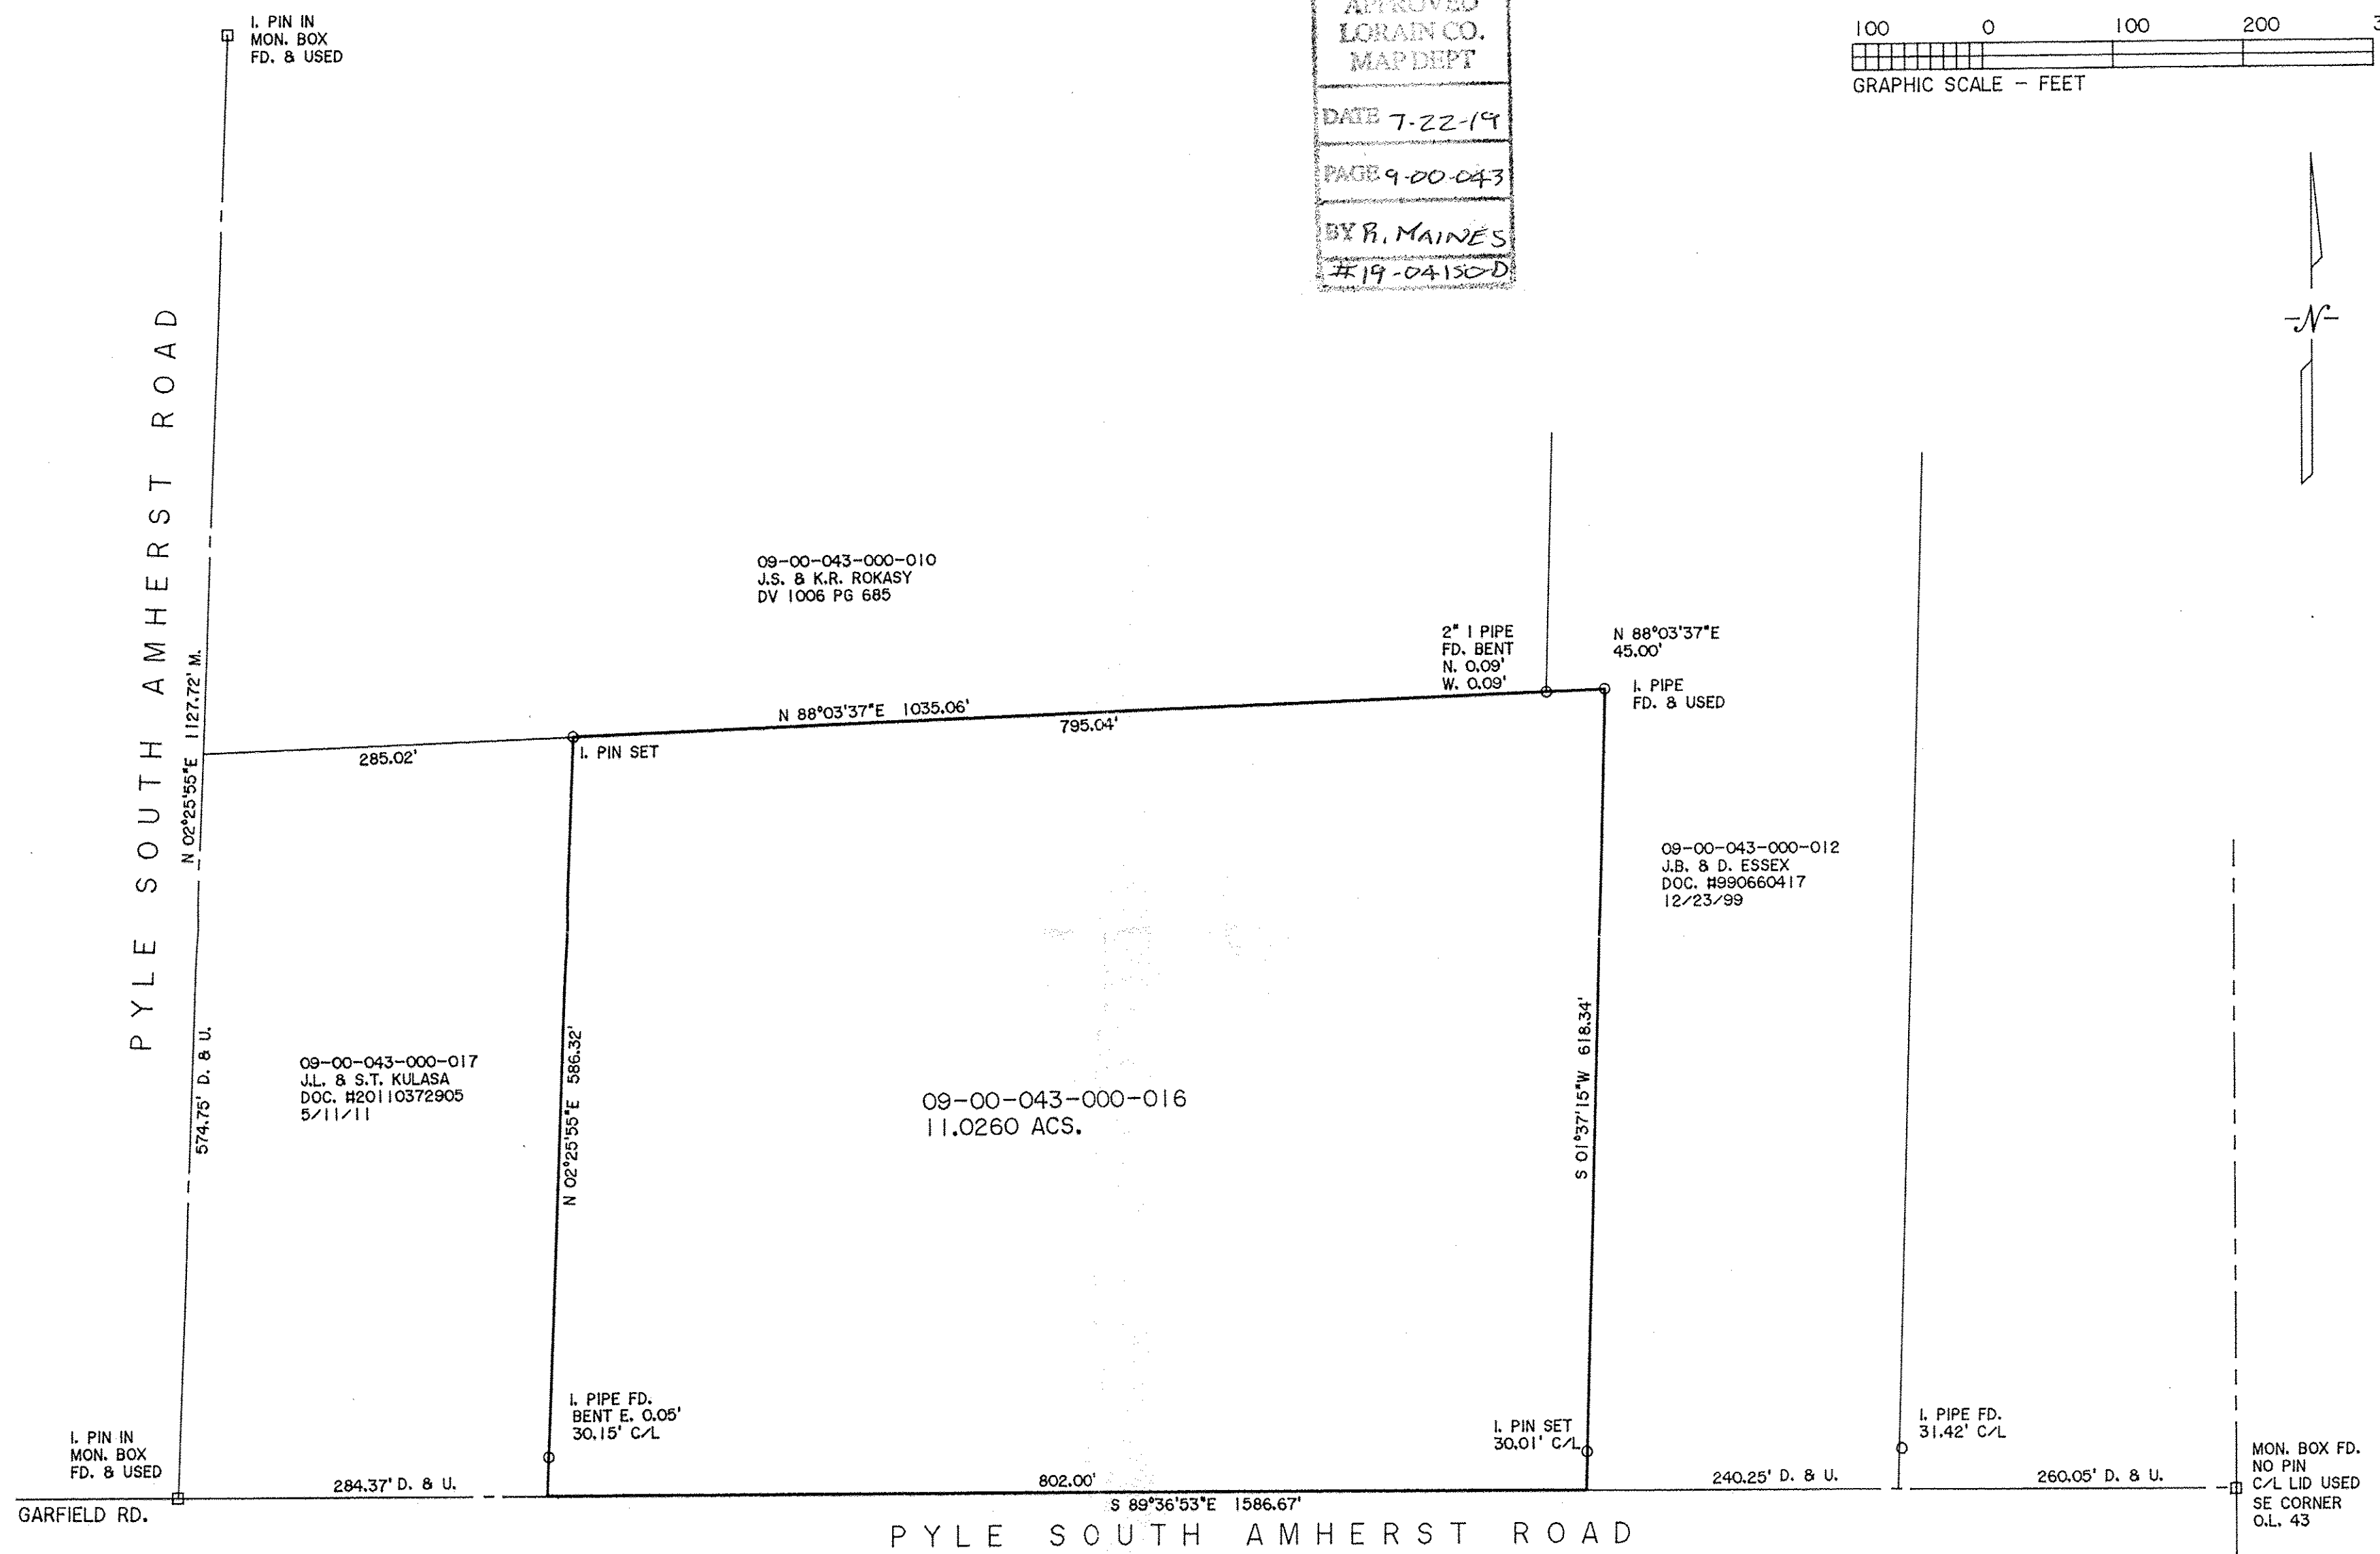 I. PIN IN
MON. BOX
FD. & USED
APPROVED
LORAIN CO.
MAP DEPT
DATE 7-22-19
PAGE 9-00-043
BY R. MAINES
#19-04150-D
100 0 100 200 3
GRAPHIC SCALE - FEET
-N-
PYLE SOUTH AMHERST ROAD
N 02°25'55"E 1127.72' M.
574.75' D. & U.
09-00-043-000-010
J.S. & K.R. ROKASY
DV 1006 PG 685
2" I PIPE
FD. BENT
N. 0.09'
W. 0.09'
N 88°03'37"E
45.00'
I. PIPE
FD. & USED
N 88°03'37"E 1035.06'
795.04'
285.02'
I. PIN SET
09-00-043-000-012
J.B. & D. ESSEX
DOC. #990660417
12/23/99
09-00-043-000-017
J.L. & S.T. KULASA
DOC. #20110372905
5/11/11
N 02°25'55"E 586.32'
09-00-043-000-016
11.0260 ACS.
S 01°37'15"W 618.34'
I. PIPE FD.
BENT E. 0.05'
30.15' C/L
I. PIN SET
30.01' C/L
I. PIPE FD.
31.42' C/L
I. PIN IN
MON. BOX
FD. & USED
MON. BOX FD.
NO PIN
C/L LID USED
SE CORNER
O.L. 43
284.37' D. & U.
802.00'
240.25' D. & U.
260.05' D. & U.
S 89°36'53"E 1586.67'
GARFIELD RD.
PYLE SOUTH AMHERST ROAD